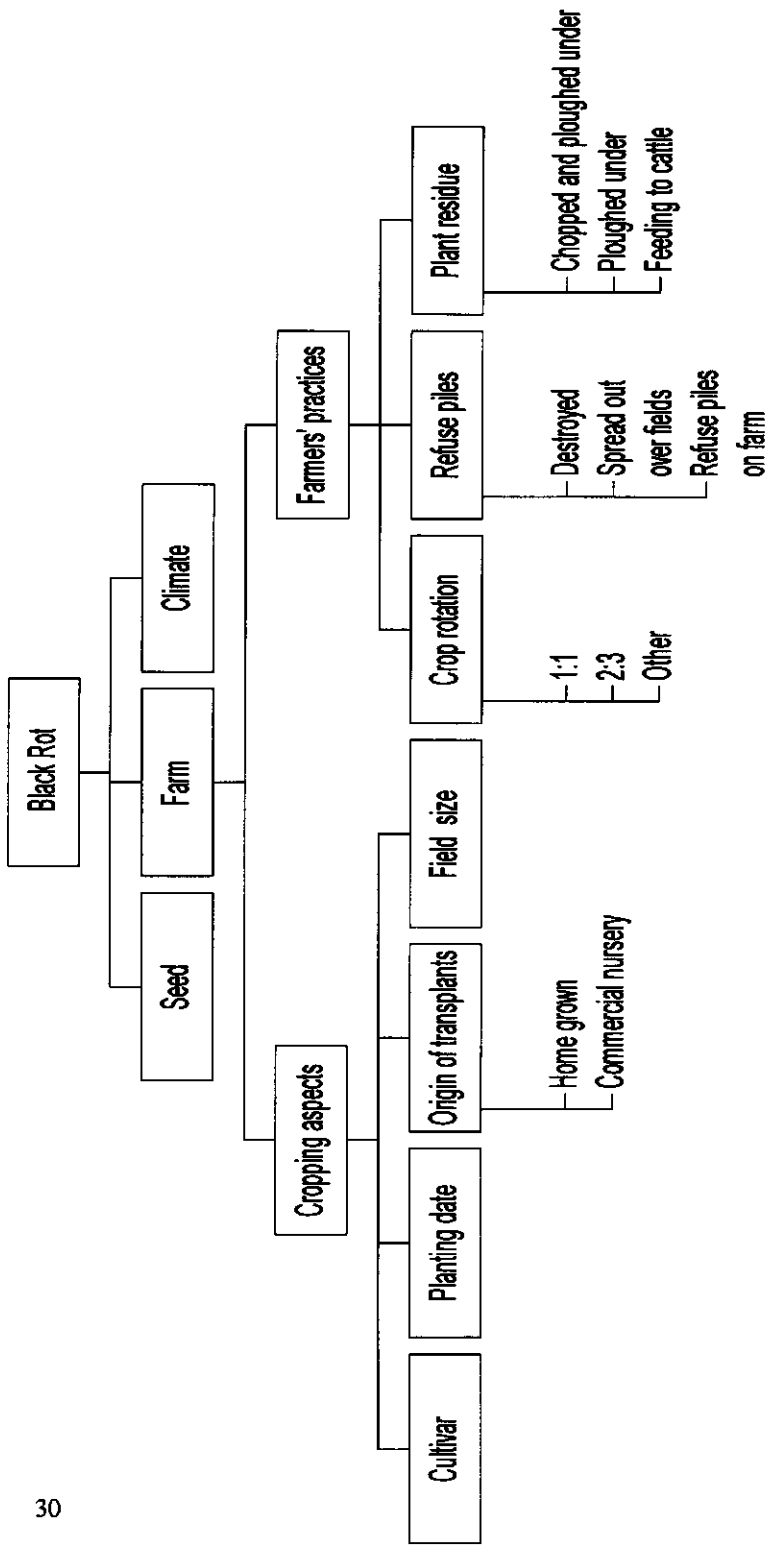 Black Rot
Seed
Farm
Climate
Cropping aspects
Farmers' practices
Cultivar
Planting date
Origin of transplants
Field size
Crop rotation
Refuse piles
Plant residue
Home grown
Commercial nursery
1:1
2:3
Other
Destroyed
Spread out
over fields
Refuse piles
on farm
Chopped and ploughed under
Ploughed under
Feeding to cattle
30